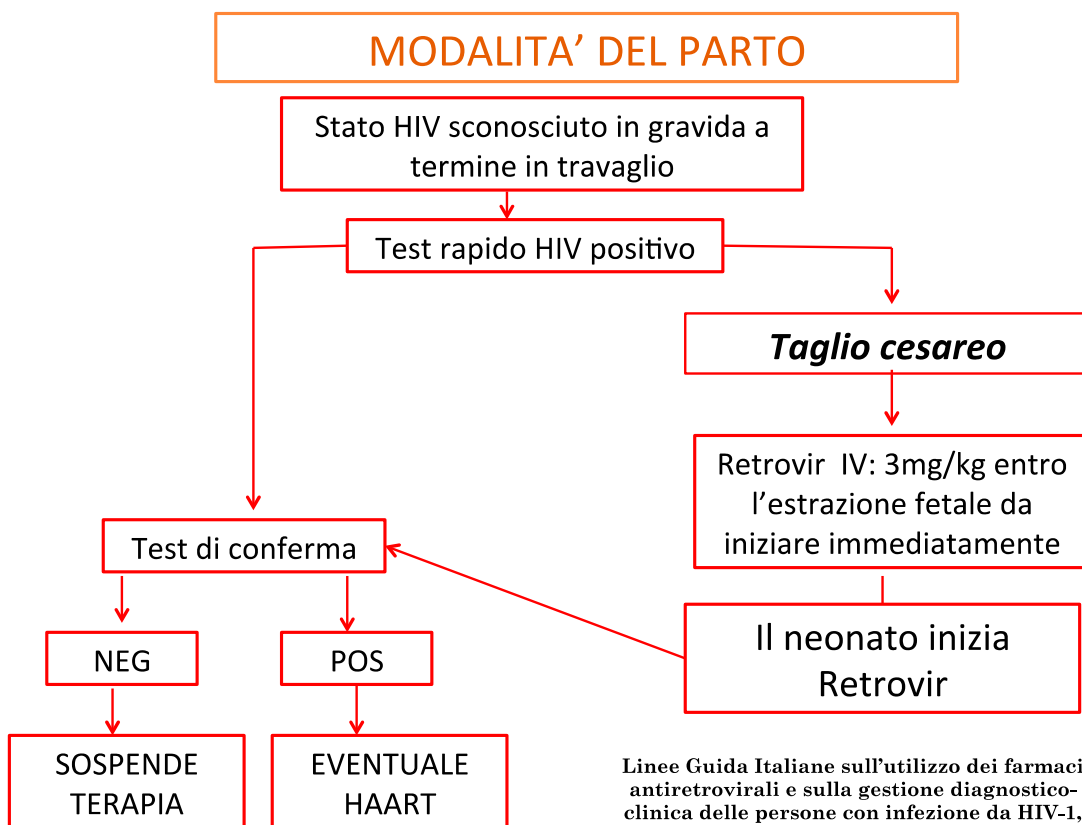 MODALITA' DEL PARTO
Stato HIV sconosciuto in gravida a
termine in travaglio
Test rapido HIV positivo
Taglio cesareo
Retrovir IV: 3mg/kg entro
l'estrazione fetale da
iniziare immediatamente
Test di conferma
Il neonato inizia
Retrovir
NEG
POS
SOSPENDE
TERAPIA
EVENTUALE
HAART
Linee Guida Italiane sull'utilizzo dei farmaci
antiretrovirali e sulla gestione diagnostico-
clinica delle persone con infezione da HIV-1,